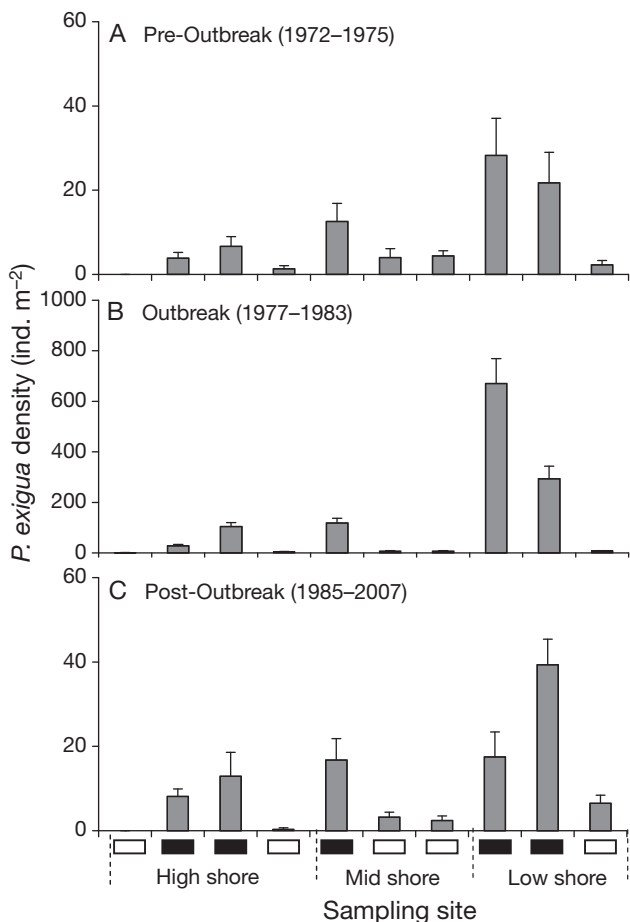 60
A Pre-Outbreak (1972–1975)
40
20
0
1000
B Outbreak (1977–1983)
800
600
400
200
0
60
C Post-Outbreak (1985–2007)
40
20
0
P. exigua density (ind. m⁻²)
High shore Mid shore Low shore
Sampling site